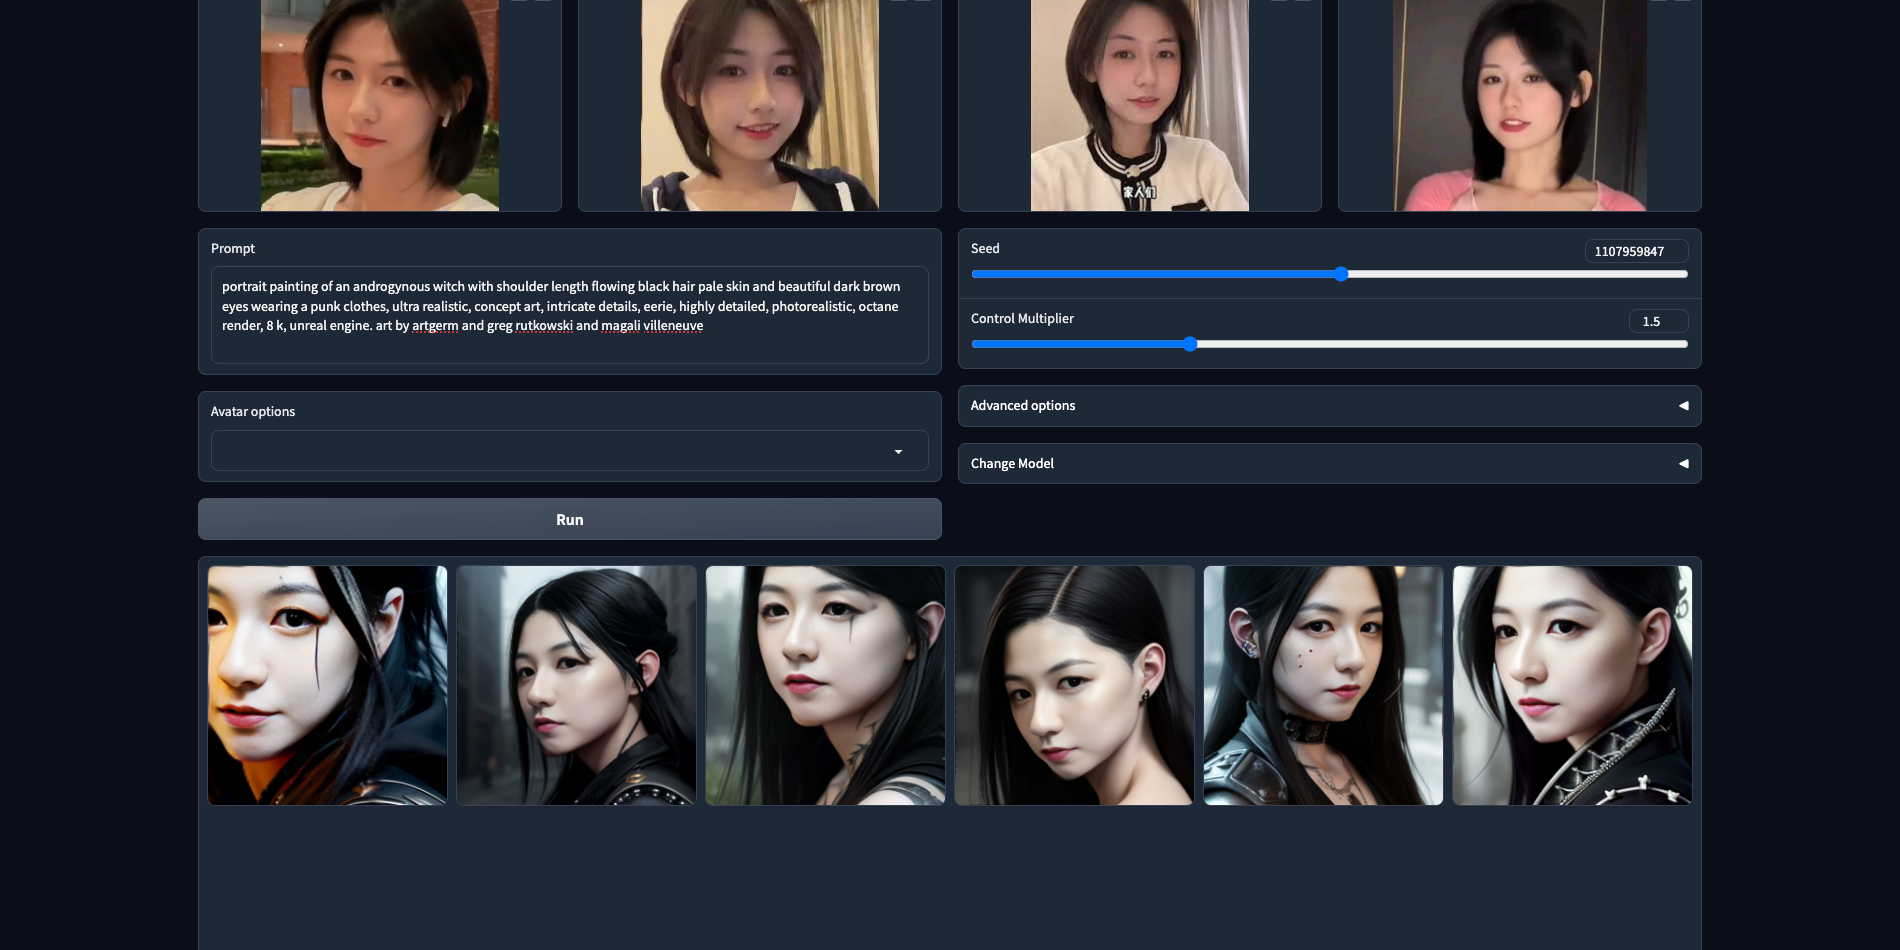 家人们
Prompt
portrait painting of an androgynous witch with shoulder length flowing black hair pale skin and beautiful dark brown
eyes wearing a punk clothes, ultra realistic, concept art, intricate details, eerie, highly detailed, photorealistic, octane
render, 8 k, unreal engine. art by artgerm and greg rutkowski and magali villeneuve
Avatar options
Run
Seed
1107959847
Control Multiplier
1.5
Advanced options
Change Model